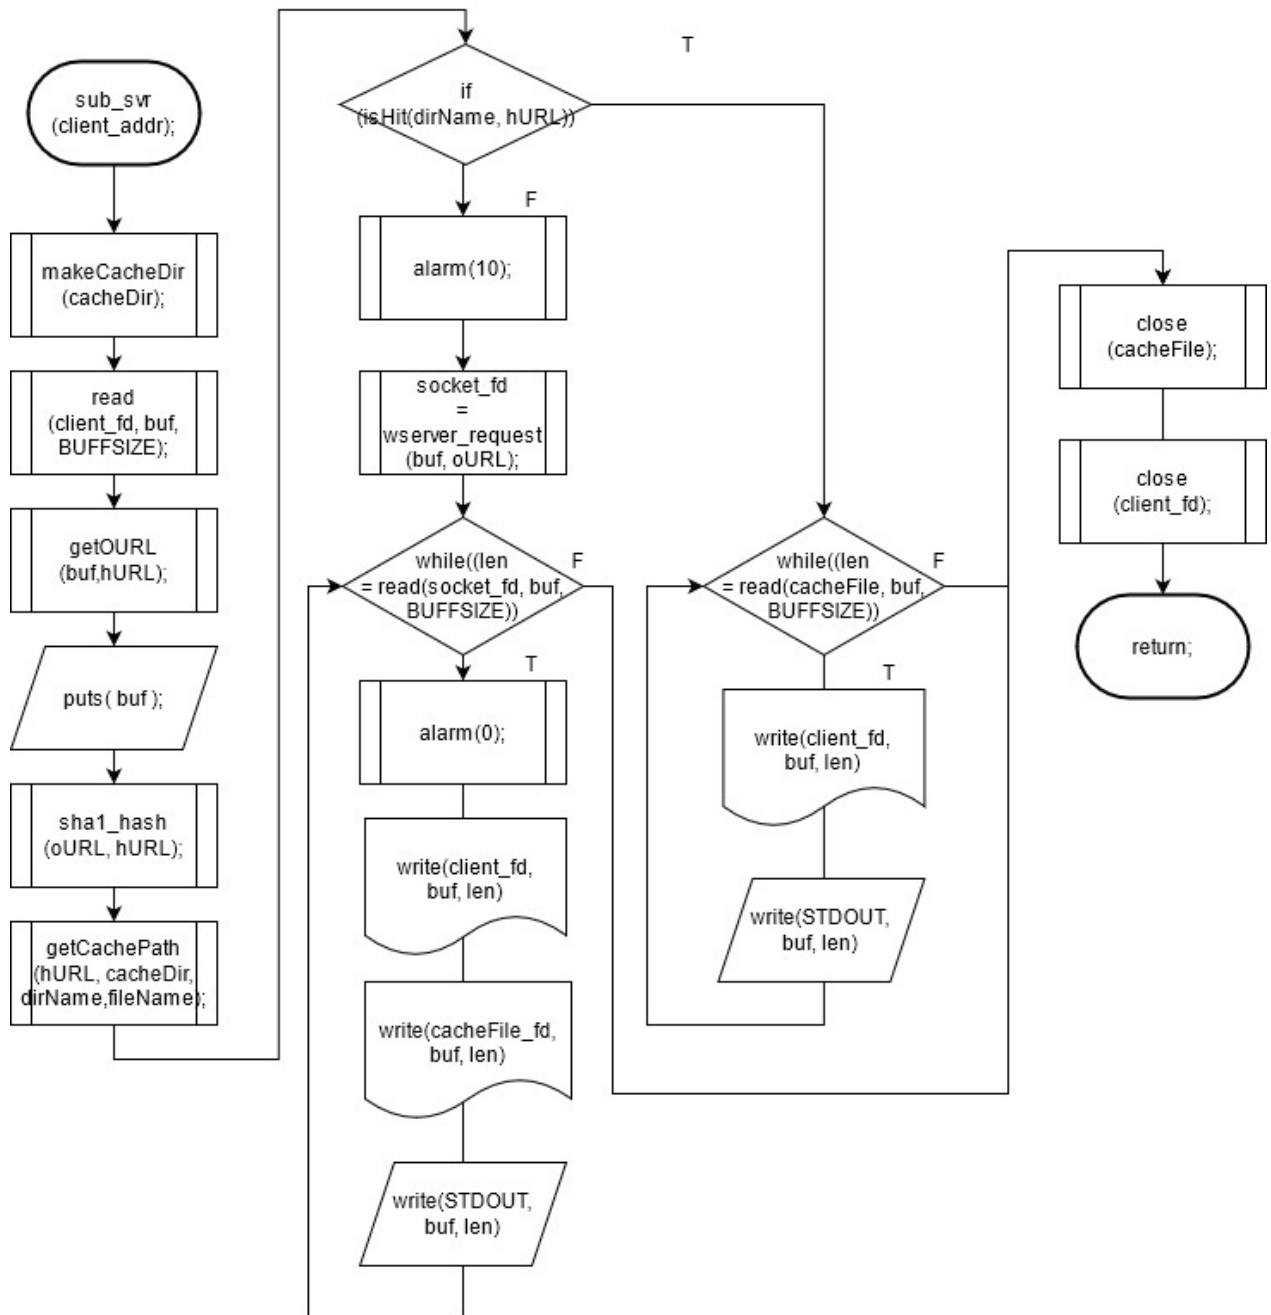 sub_svr
(client_addr);
makeCacheDir
(cacheDir);
read
(client_fd, buf,
BUFFSIZE);
getOURL
(buf,hURL);
puts( buf );
sha1_hash
(oURL, hURL);
getCachePath
(hURL, cacheDir,
dirName,fileName);
if
(isHit(dirName, hURL))
T
F
alarm(10);
socket_fd
=
wserver_request
(buf, oURL);
while((len
= read(socket_fd, buf,
BUFFSIZE))
F
T
alarm(0);
write(client_fd,
buf, len)
write(cacheFile_fd,
buf, len)
write(STDOUT,
buf, len)
while((len
= read(cacheFile, buf,
BUFFSIZE))
F
T
write(client_fd,
buf, len)
write(STDOUT,
buf, len)
close
(cacheFile);
close
(client_fd);
return;